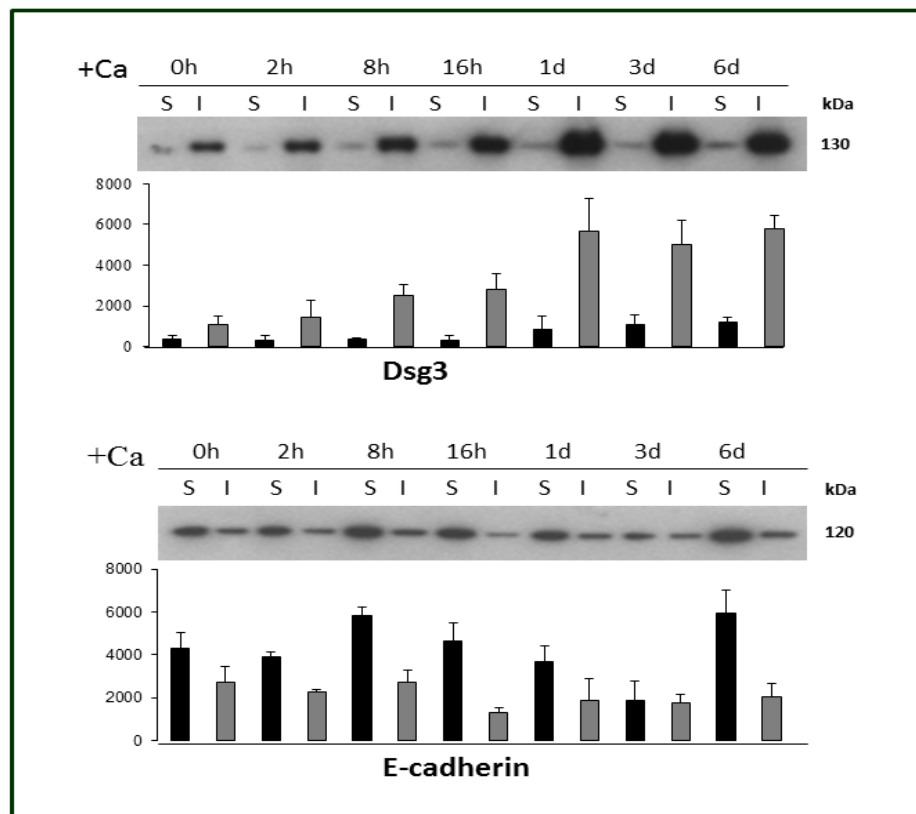 +Ca 0h 2h 8h 16h 1d 3d 6d
S I S I S I S I S I S I S I kDa
130
8000
6000
4000
2000
0
Dsg3
+Ca 0h 2h 8h 16h 1d 3d 6d
S I S I S I S I S I S I S I kDa
120
8000
6000
4000
2000
0
E-cadherin